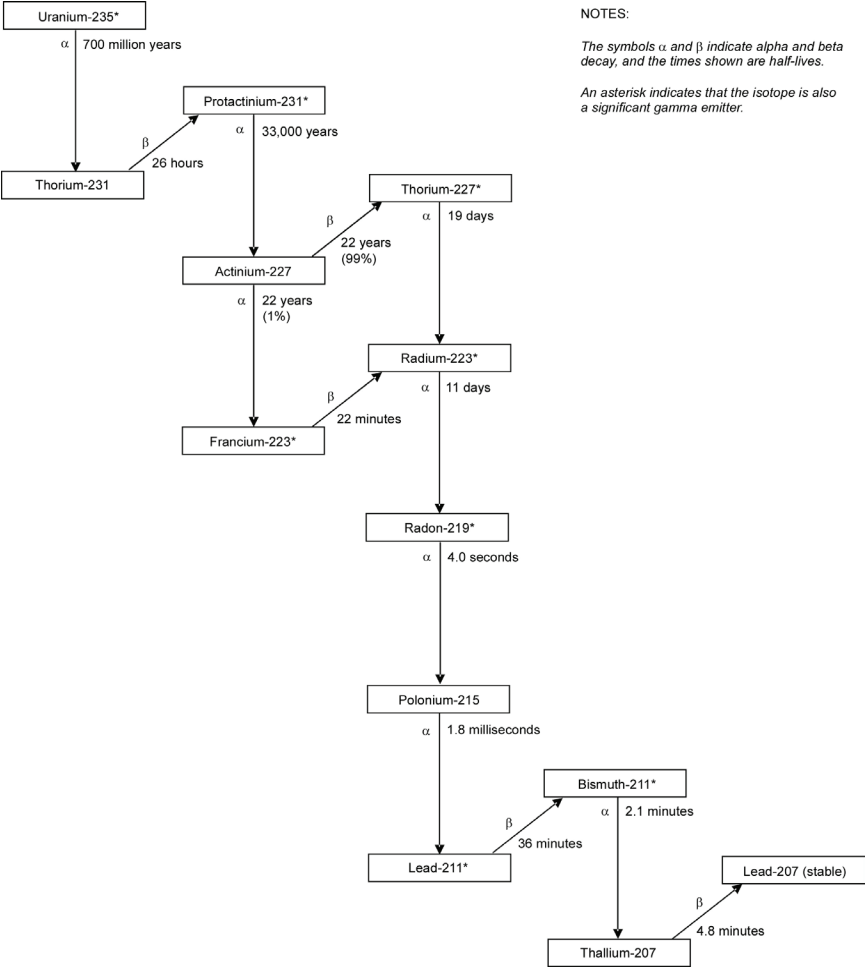 Uranium-235*
NOTES:
α 700 million years
The symbols α and β indicate alpha and beta
decay, and the times shown are half-lives.
An asterisk indicates that the isotope is also
a significant gamma emitter.
Protactinium-231*
α 33,000 years
β
26 hours
Thorium-231
Thorium-227*
α 19 days
β
22 years
(99%)
Actinium-227
α 22 years
(1%)
Radium-223*
α 11 days
β
22 minutes
Francium-223*
Radon-219*
α 4.0 seconds
Polonium-215
α 1.8 milliseconds
Bismuth-211*
α 2.1 minutes
β
36 minutes
Lead-211*
Lead-207 (stable)
β
4.8 minutes
Thallium-207